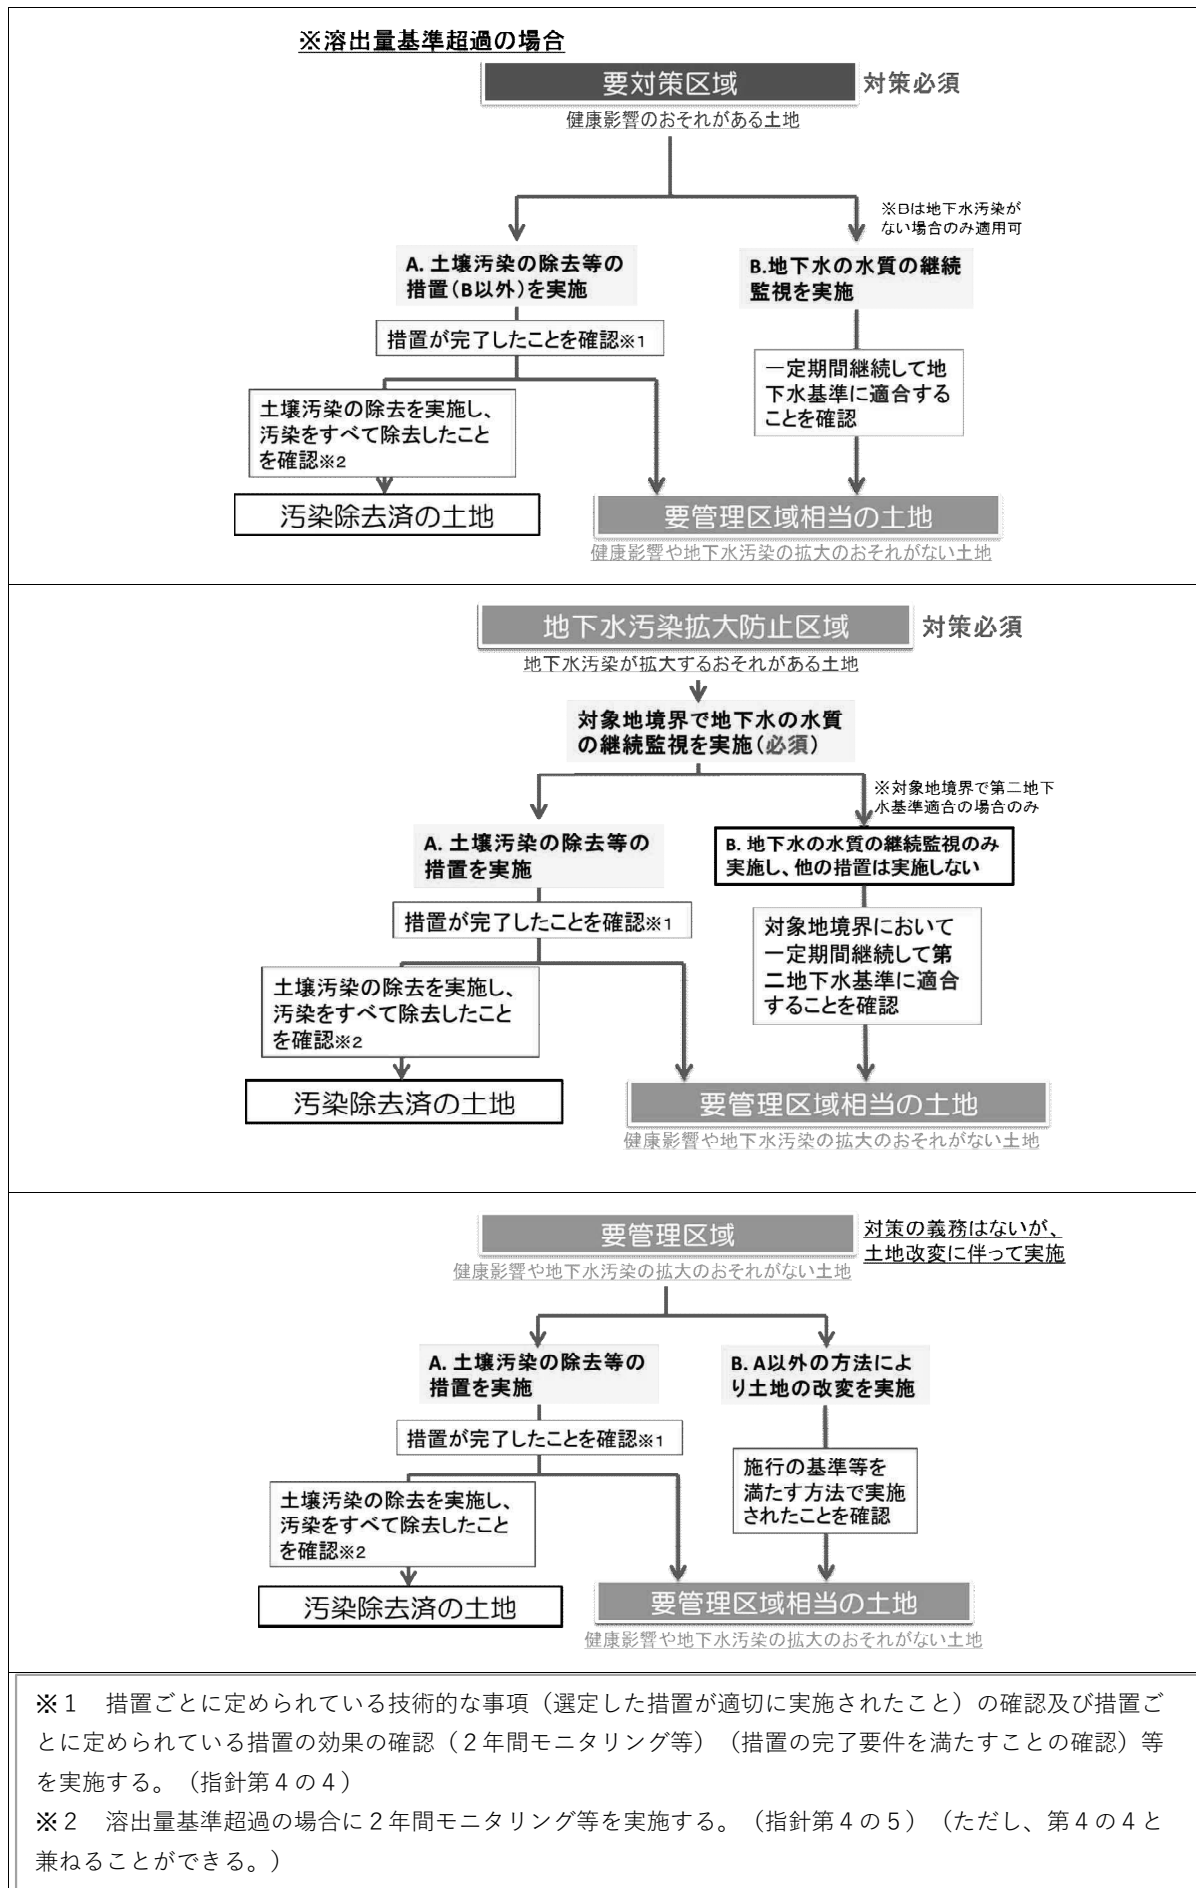 ※溶出量基準超過の場合
要対策区域 対策必須
健康影響のおそれがある土地
※Bは地下水汚染が
ない場合のみ適用可
A. 土壌汚染の除去等の
措置（B以外）を実施
B.地下水の水質の継続
監視を実施
措置が完了したことを確認※1
一定期間継続して地
下水基準に適合する
ことを確認
土壌汚染の除去を実施し、
汚染をすべて除去したこと
を確認※2
汚染除去済の土地
要管理区域相当の土地
健康影響や地下水汚染の拡大のおそれがない土地
地下水汚染拡大防止区域 対策必須
地下水汚染が拡大するおそれがある土地
対象地境界で地下水の水質
の継続監視を実施（必須）
※対象地境界で第二地下
水基準適合の場合のみ
A. 土壌汚染の除去等の
措置を実施
B. 地下水の水質の継続監視のみ
実施し、他の措置は実施しない
措置が完了したことを確認※1
対象地境界において
一定期間継続して第
二地下水基準に適合
することを確認
土壌汚染の除去を実施し、
汚染をすべて除去したこと
を確認※2
汚染除去済の土地
要管理区域相当の土地
健康影響や地下水汚染の拡大のおそれがない土地
要管理区域
対策の義務はないが、
土地改変に伴って実施
健康影響や地下水汚染の拡大のおそれがない土地
A. 土壌汚染の除去等の
措置を実施
B. A以外の方法によ
り土地の改変を実施
措置が完了したことを確認※1
施行の基準等を
満たす方法で実施
されたことを確認
土壌汚染の除去を実施し、
汚染をすべて除去したこと
を確認※2
汚染除去済の土地
要管理区域相当の土地
健康影響や地下水汚染の拡大のおそれがない土地
※１　措置ごとに定められている技術的な事項（選定した措置が適切に実施されたこと）の確認及び措置ご
とに定められている措置の効果の確認（２年間モニタリング等）（措置の完了要件を満たすことの確認）等
を実施する。（指針第４の４）
※２　溶出量基準超過の場合に２年間モニタリング等を実施する。（指針第４の５）（ただし、第４の４と
兼ねることができる。）